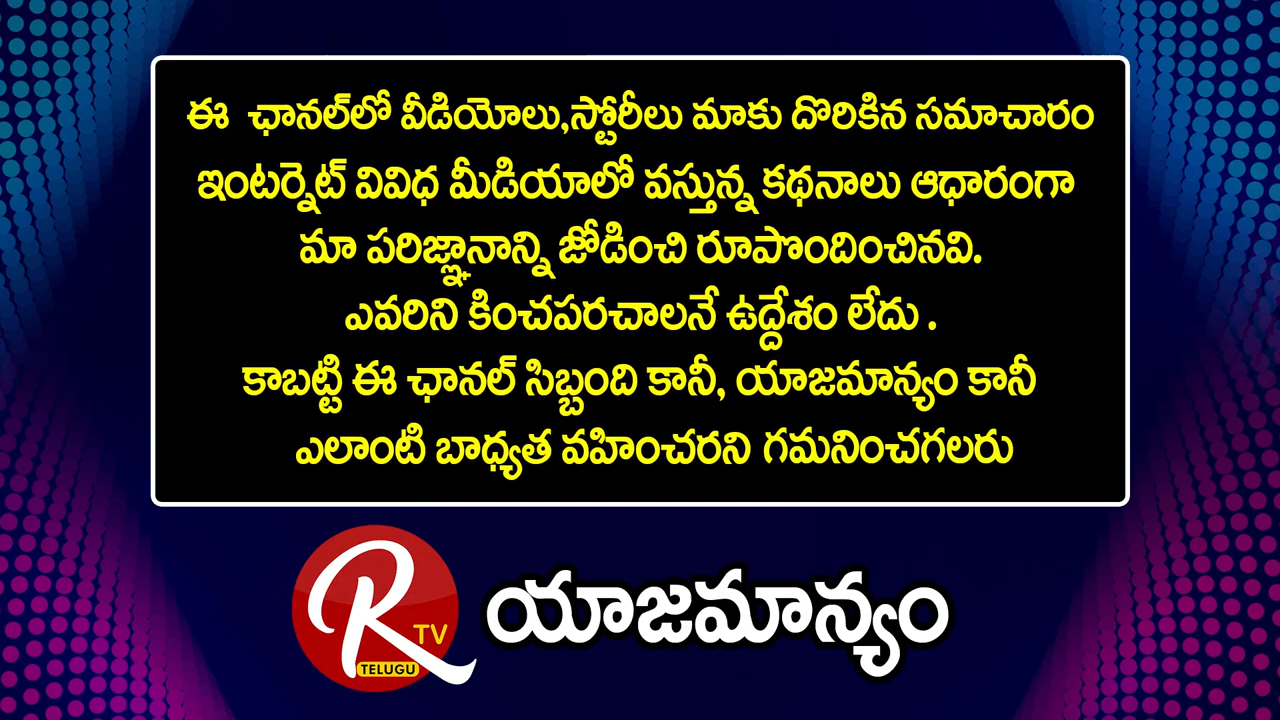 ఈ ఛానల్‌లో వీడియోలు,స్టోరీలు మాకు దొరికిన సమాచారం
ఇంటర్నెట్ వివిధ మీడియాలో వస్తున్న కథనాలు ఆధారంగా
మా పరిజ్ఞానాన్ని జోడించి రూపొందించినవి.
ఎవరిని కించపరచాలనే ఉద్దేశం లేదు .
కాబట్టి ఈ ఛానల్ సిబ్బంది కానీ, యాజమాన్యం కానీ
ఎలాంటి బాధ్యత వహించరని గమనించగలరు
R TV
TELUGU
యాజమాన్యం